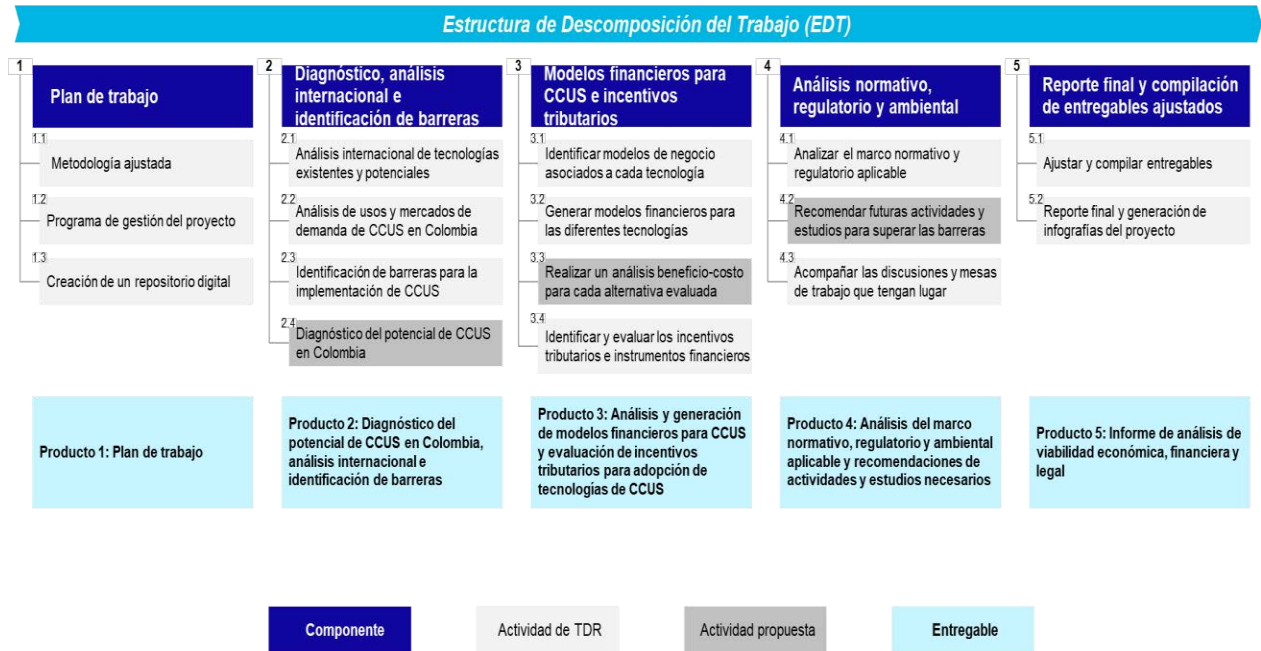 Estructura de Descomposición del Trabajo (EDT)
1
Plan de trabajo
1.1
Metodología ajustada
1.2
Programa de gestión del proyecto
1.3
Creación de un repositorio digital
Producto 1: Plan de trabajo
2
Diagnóstico, análisis
internacional e
identificación de barreras
2.1
Análisis internacional de tecnologías
existentes y potenciales
2.2
Análisis de usos y mercados de
demanda de CCUS en Colombia
2.3
Identificación de barreras para la
implementación de CCUS
2.4
Diagnóstico del potencial de CCUS
en Colombia
Producto 2: Diagnóstico del
potencial de CCUS en Colombia,
análisis internacional e
identificación de barreras
3
Modelos financieros para
CCUS e incentivos
tributarios
3.1
Identificar modelos de negocio
asociados a cada tecnología
3.2
Generar modelos financieros para
las diferentes tecnologías
3.3
Realizar un análisis beneficio-costo
para cada alternativa evaluada
3.4
Identificar y evaluar los incentivos
tributarios e instrumentos financieros
Producto 3: Análisis y generación
de modelos financieros para CCUS
y evaluación de incentivos
tributarios para adopción de
tecnologías de CCUS
4
Análisis normativo,
regulatorio y ambiental
4.1
Analizar el marco normativo y
regulatorio aplicable
4.2
Recomendar futuras actividades y
estudios para superar las barreras
4.3
Acompañar las discusiones y mesas
de trabajo que tengan lugar
Producto 4: Análisis del marco
normativo, regulatorio y ambiental
aplicable y recomendaciones de
actividades y estudios necesarios
5
Reporte final y compilación
de entregables ajustados
5.1
Ajustar y compilar entregables
5.2
Reporte final y generación de
infografías del proyecto
Producto 5: Informe de análisis de
viabilidad económica, financiera y
legal
Componente
Actividad de TDR
Actividad propuesta
Entregable